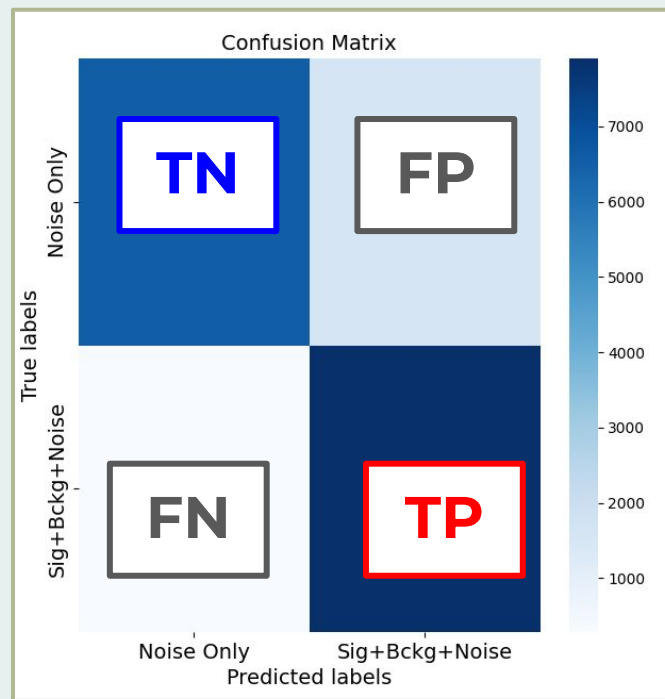 Confusion Matrix
TN
FP
FN
TP
True labels
Noise Only
Sig+Bckg+Noise
Noise Only
Sig+Bckg+Noise
Predicted labels
7000
6000
5000
4000
3000
2000
1000